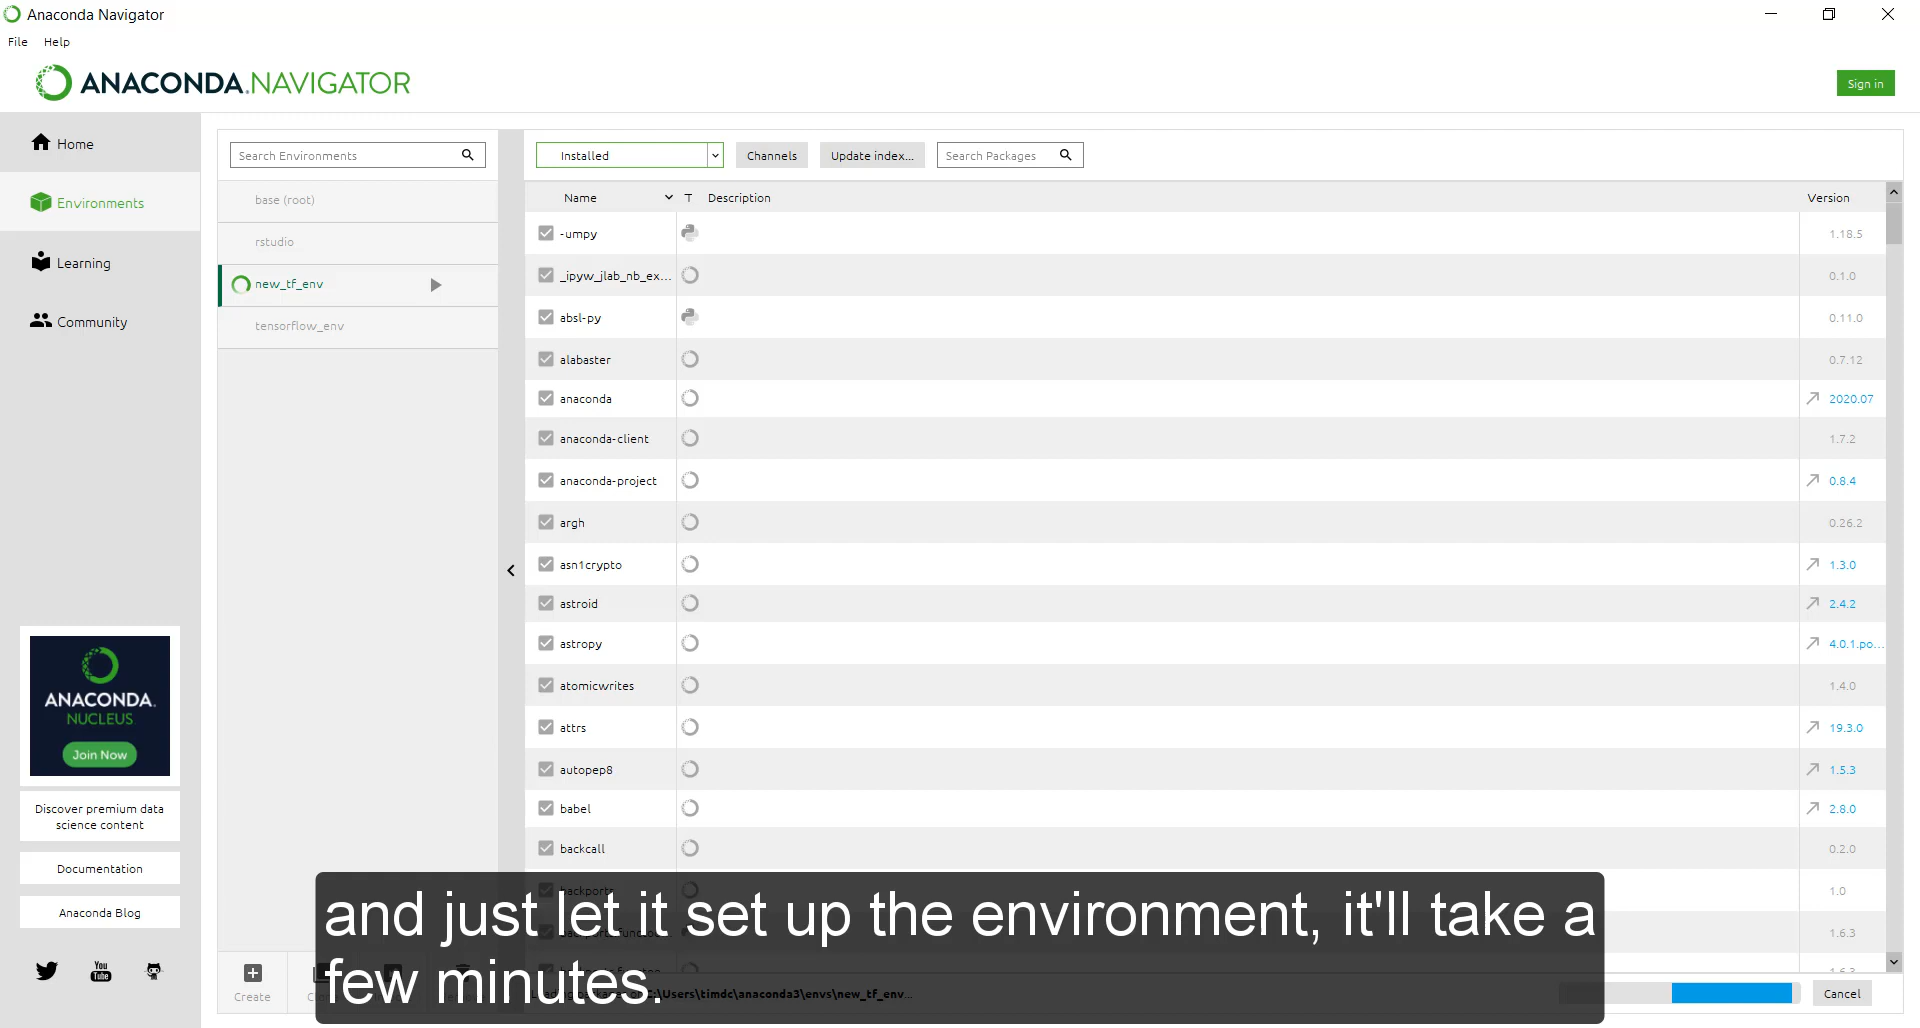 Anaconda Navigator
File Help
ANACONDA.NAVIGATOR
Sign in
Home
Environments
Learning
Community
ANACONDA.
NUCLEUS
Join Now
Discover premium data
science content
Documentation
Anaconda Blog
You
Tube
Search Environments
base (root)
rstudio
new_tf_env
tensorflow_env
Create
Installed
Channels
Update index...
Search Packages
Name T Description Version
-umpy 1.18.5
_ipyw_jlab_nb_ex... 0.1.0
absl-py 0.11.0
alabaster 0.7.12
anaconda 2020.07
anaconda-client 1.7.2
anaconda-project 0.8.4
argh 0.26.2
asn1crypto 1.3.0
astroid 2.4.2
astropy 4.0.1.po...
atomicwrites 1.4.0
attrs 19.3.0
autopep8 1.5.3
babel 2.8.0
backcall 0.2.0
backports 1.0
1.6.3
and just let it set up the environment, it'll take a
few minutes.
C:\Users\timdc\anaconda3\envs\new_tf_env...
Cancel